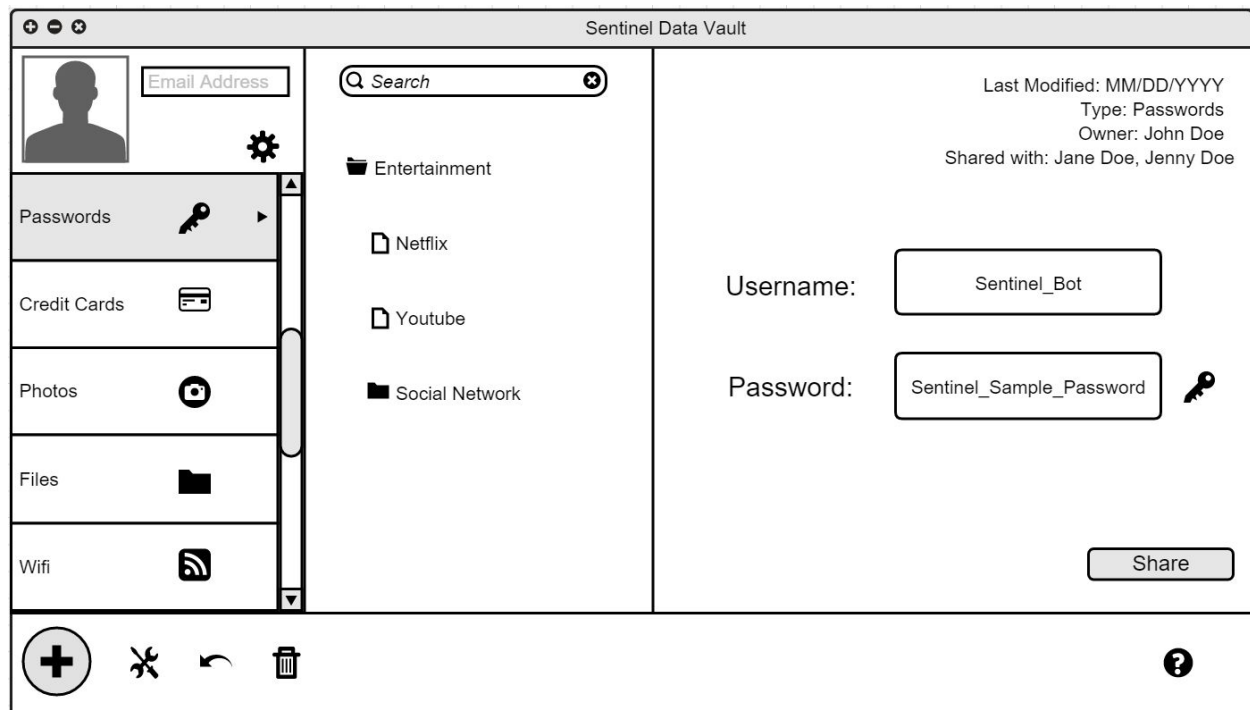 Sentinel Data Vault
Email Address
Passwords
Credit Cards
Photos
Files
Wifi
Search
Entertainment
Netflix
Youtube
Social Network
Last Modified: MM/DD/YYYY
Type: Passwords
Owner: John Doe
Shared with: Jane Doe, Jenny Doe
Username:
Sentinel_Bot
Password:
Sentinel_Sample_Password
Share